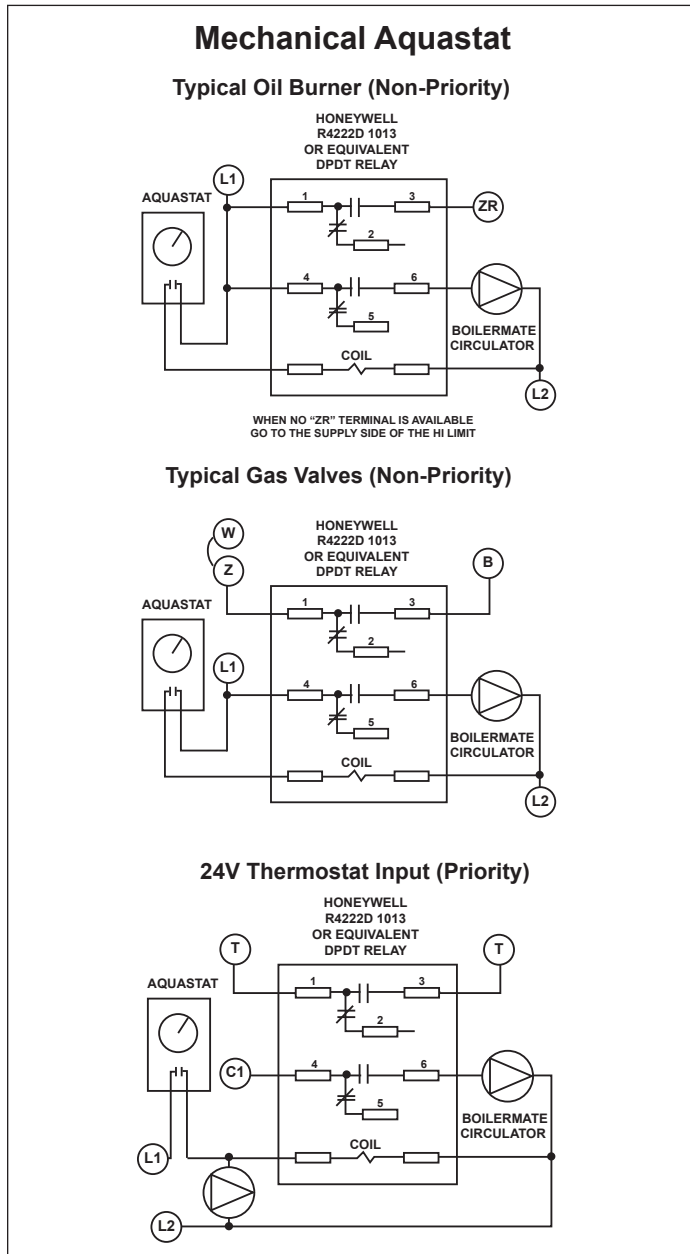 Mechanical Aquastat
Typical Oil Burner (Non-Priority)
HONEYWELL
R4222D 1013
OR EQUIVALENT
DPDT RELAY
L1
AQUASTAT
1
3
ZR
2
4
6
5
BOILERMATE
CIRCULATOR
COIL
L2
WHEN NO “ZR” TERMINAL IS AVAILABLE
GO TO THE SUPPLY SIDE OF THE HI LIMIT
Typical Gas Valves (Non-Priority)
HONEYWELL
R4222D 1013
OR EQUIVALENT
DPDT RELAY
W
Z
B
AQUASTAT
1
3
2
L1
4
6
5
BOILERMATE
CIRCULATOR
COIL
L2
24V Thermostat Input (Priority)
HONEYWELL
R4222D 1013
OR EQUIVALENT
DPDT RELAY
T
T
AQUASTAT
1
3
2
C1
4
6
5
BOILERMATE
CIRCULATOR
COIL
L1
L2